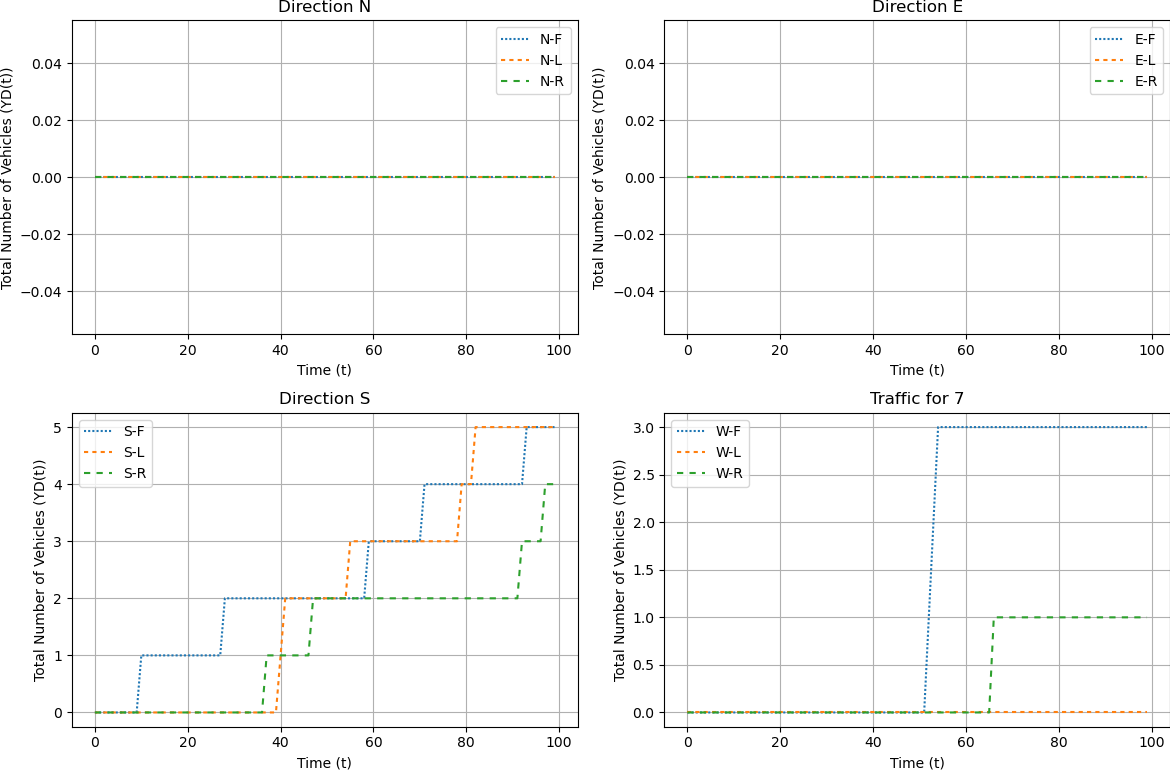 Direction N
Total Number of Vehicles (YD(t))
0.04
0.02
0.00
−0.02
−0.04
N-F
N-L
N-R
0 20 40 60 80 100
Time (t)
Direction E
Total Number of Vehicles (YD(t))
0.04
0.02
0.00
−0.02
−0.04
E-F
E-L
E-R
0 20 40 60 80 100
Time (t)
Direction S
Total Number of Vehicles (YD(t))
5
4
3
2
1
0
S-F
S-L
S-R
0 20 40 60 80 100
Time (t)
Traffic for 7
Total Number of Vehicles (YD(t))
3.0
2.5
2.0
1.5
1.0
0.5
0.0
W-F
W-L
W-R
0 20 40 60 80 100
Time (t)